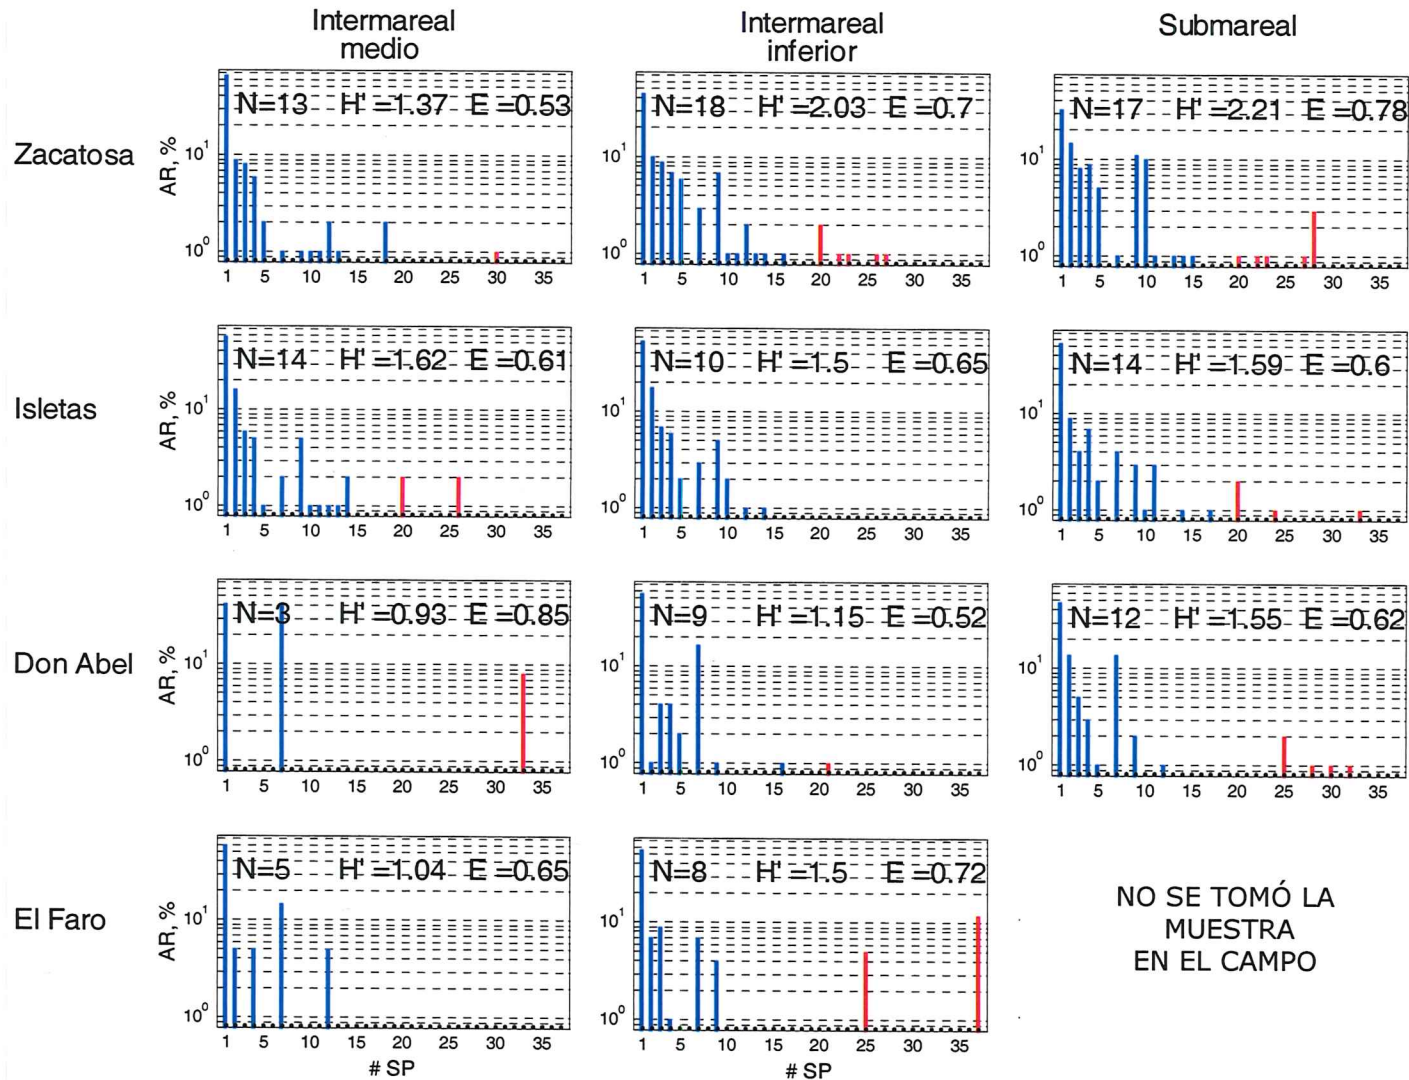 Intermareal
medio
Intermareal
inferior
Submareal
Zacatosa
AR, %
10¹
10⁰
N=13 H' =1.37 E =0.53
1 5 10 15 20 25 30 35
10¹
10⁰
N=18 H' =2.03 E =0.7
1 5 10 15 20 25 30 35
10¹
10⁰
N=17 H' =2.21 E =0.78
1 5 10 15 20 25 30 35
Isletas
AR, %
10¹
10⁰
N=14 H' =1.62 E =0.61
1 5 10 15 20 25 30 35
10¹
10⁰
N=10 H' =1.5 E =0.65
1 5 10 15 20 25 30 35
10¹
10⁰
N=14 H' =1.59 E =0.6
1 5 10 15 20 25 30 35
Don Abel
AR, %
10¹
10⁰
N=3 H' =0.93 E =0.85
1 5 10 15 20 25 30 35
10¹
10⁰
N=9 H' =1.15 E =0.52
1 5 10 15 20 25 30 35
10¹
10⁰
N=12 H' =1.55 E =0.62
1 5 10 15 20 25 30 35
El Faro
AR, %
10¹
10⁰
N=5 H' =1.04 E =0.65
1 5 10 15 20 25 30 35
# SP
10¹
10⁰
N=8 H' =1.5 E =0.72
1 5 10 15 20 25 30 35
# SP
NO SE TOMÓ LA
MUESTRA
EN EL CAMPO